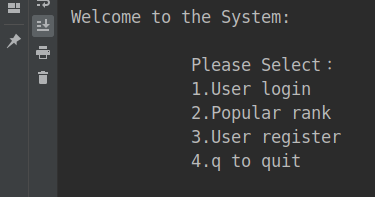 Welcome to the System:
Please Select：
1.User login
2.Popular rank
3.User register
4.q to quit